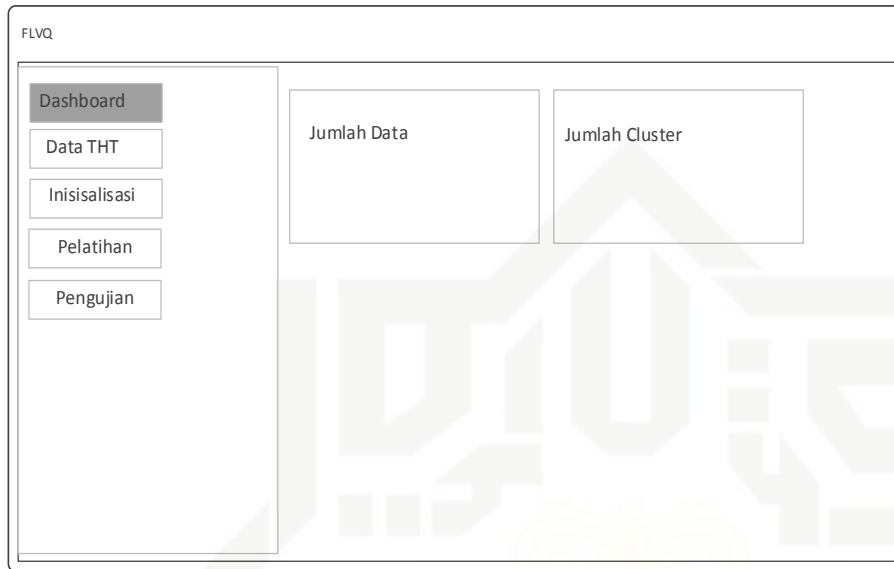 FLVQ
Dashboard
Data THT
Inisisalisasi
Pelatihan
Pengujian
Jumlah Data
Jumlah Cluster